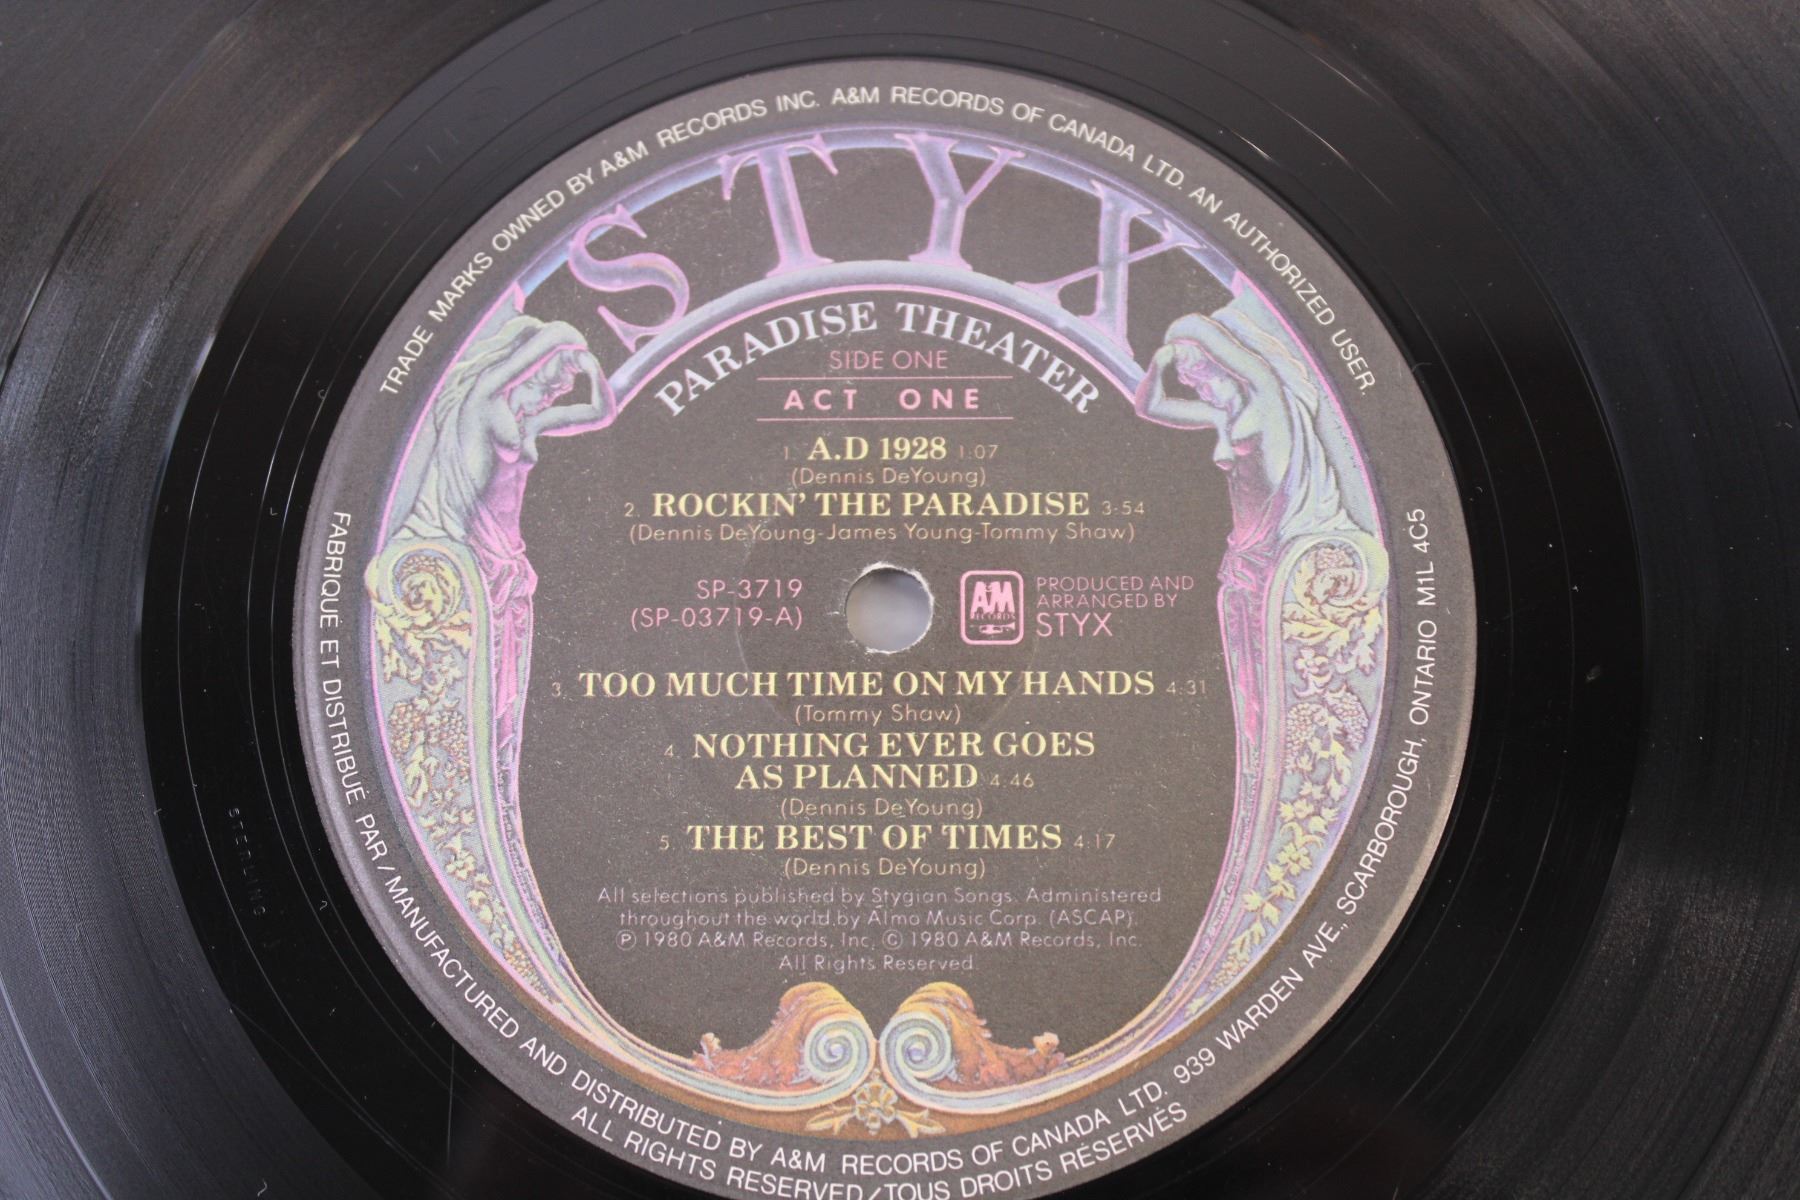 TRADE MARKS OWNED BY A&M RECORDS INC. A&M RECORDS OF CANADA LTD. AN AUTHORIZED USER.
STYX
PARADISE THEATER
SIDE ONE
ACT ONE
1. A.D 1928 1:07
(Dennis DeYoung)
2. ROCKIN' THE PARADISE 3:54
(Dennis DeYoung-James Young-Tommy Shaw)
SP-3719
(SP-03719-A)
A&M
RECORDS
PRODUCED AND
ARRANGED BY
STYX
3. TOO MUCH TIME ON MY HANDS 4:31
(Tommy Shaw)
4. NOTHING EVER GOES
AS PLANNED 4:46
(Dennis DeYoung)
5. THE BEST OF TIMES 4:17
(Dennis DeYoung)
All selections published by Stygian Songs. Administered
throughout the world by Almo Music Corp. (ASCAP).
Ⓟ 1980 A&M Records, Inc. © 1980 A&M Records, Inc.
All Rights Reserved.
FABRIQUÉ ET DISTRIBUÉ PAR / MANUFACTURED AND DISTRIBUTED BY A&M RECORDS OF CANADA LTD. 939 WARDEN AVE., SCARBOROUGH, ONTARIO M1L 4C5
ALL RIGHTS RESERVED/TOUS DROITS RÉSERVÉS
STERLING